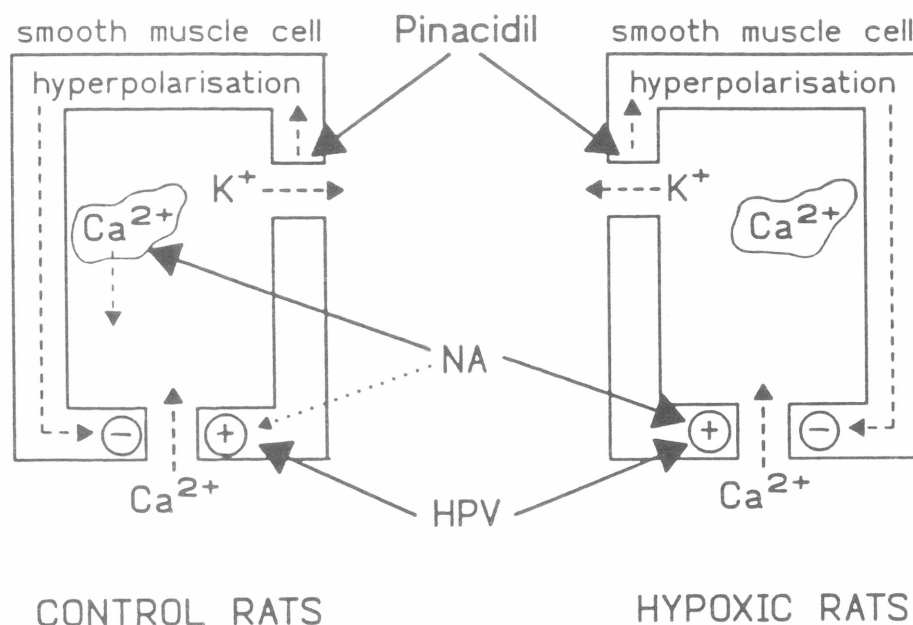 smooth muscle cell Pinacidil smooth muscle cell
hyperpolarisation hyperpolarisation
K⁺ K⁺
Ca²⁺ Ca²⁺
NA
− + + −
Ca²⁺ Ca²⁺
HPV
CONTROL RATS HYPOXIC RATS